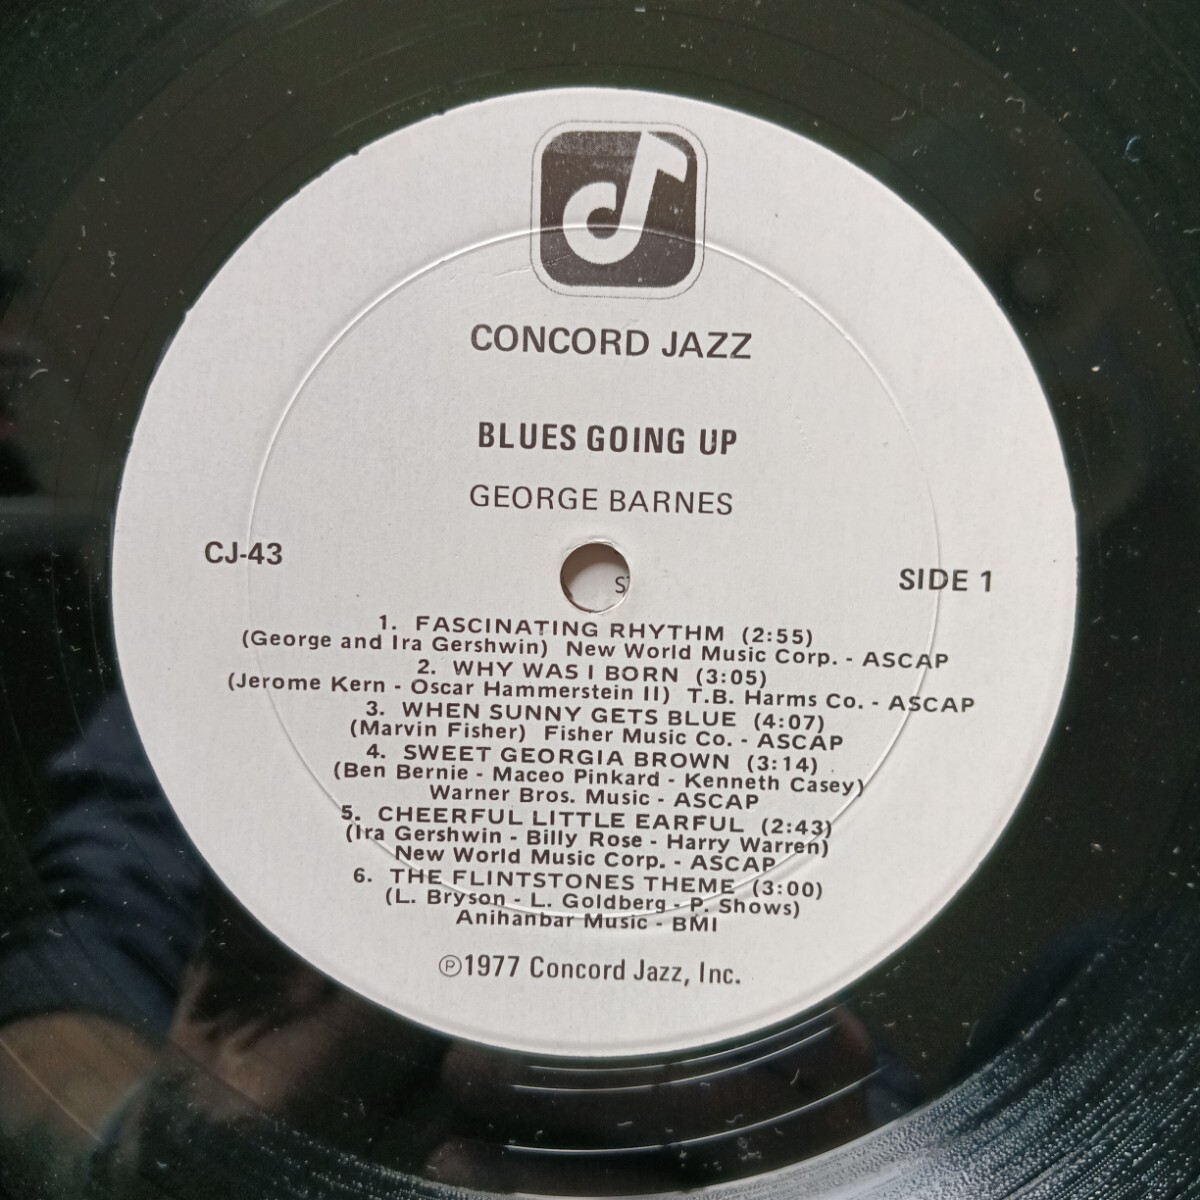 CONCORD JAZZ
BLUES GOING UP
GEORGE BARNES
CJ-43
SIDE 1
1. FASCINATING RHYTHM (2:55)
(George and Ira Gershwin) New World Music Corp. - ASCAP
2. WHY WAS I BORN (3:05)
(Jerome Kern - Oscar Hammerstein II) T.B. Harms Co. - ASCAP
3. WHEN SUNNY GETS BLUE (4:07)
(Marvin Fisher) Fisher Music Co. - ASCAP
4. SWEET GEORGIA BROWN (3:14)
(Ben Bernie - Maceo Pinkard - Kenneth Casey)
Warner Bros. Music - ASCAP
5. CHEERFUL LITTLE EARFUL (2:43)
(Ira Gershwin - Billy Rose - Harry Warren)
New World Music Corp. - ASCAP
6. THE FLINTSTONES THEME (3:00)
(L. Bryson - L. Goldberg - P. Shows)
Anihanbar Music - BMI
℗1977 Concord Jazz, Inc.